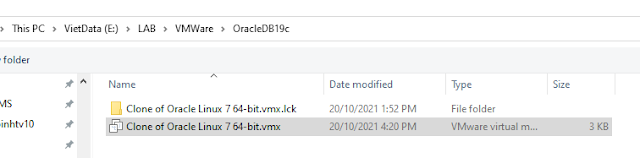 This PC > VietData (E:) > LAB > VMWare > OracleDB19c
folder
Name Date modified Type Size
MS
Clone of Oracle Linux 7 64-bit.vmx.lck 20/10/2021 1:52 PM File folder
inhtv10
Clone of Oracle Linux 7 64-bit.vmx 20/10/2021 4:20 PM VMware virtual m... 3 KB